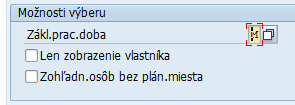 Možnosti výberu
Zákl.prac.doba
Len zobrazenie vlastníka
Zohľadn.osôb bez plán.miesta